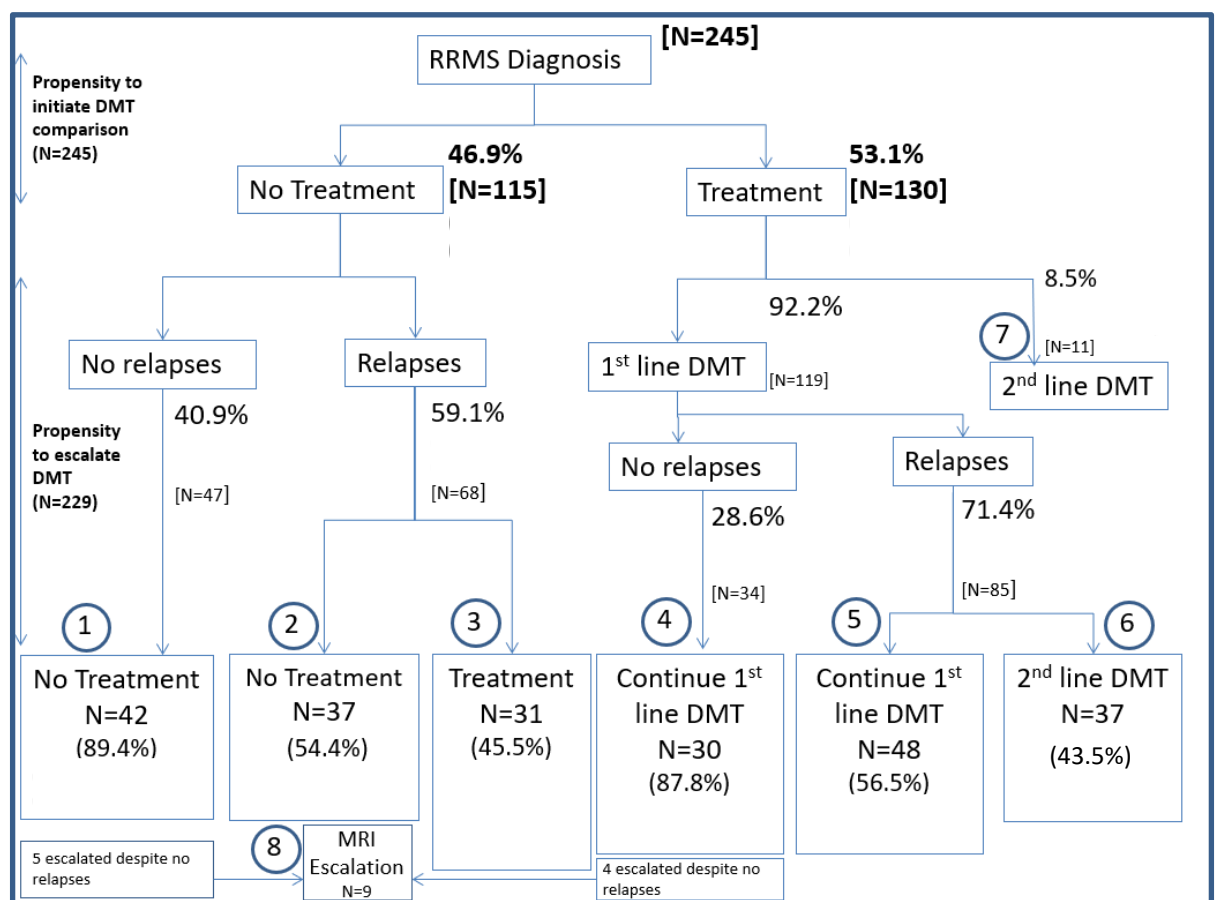 [N=245]
RRMS Diagnosis
Propensity to
initiate DMT
comparison
(N=245)
46.9%
[N=115]
No Treatment
53.1%
[N=130]
Treatment
92.2%
8.5%
7
[N=11]
2nd line DMT
No relapses
40.9%
[N=47]
Relapses
59.1%
[N=68]
1st line DMT
[N=119]
Propensity
to escalate
DMT
(N=229)
No relapses
28.6%
[N=34]
Relapses
71.4%
[N=85]
1
No Treatment
N=42
(89.4%)
2
No Treatment
N=37
(54.4%)
3
Treatment
N=31
(45.5%)
4
Continue 1st
line DMT
N=30
(87.8%)
5
Continue 1st
line DMT
N=48
(56.5%)
6
2nd line DMT
N=37
(43.5%)
5 escalated despite no
relapses
8
MRI
Escalation
N=9
4 escalated despite no
relapses